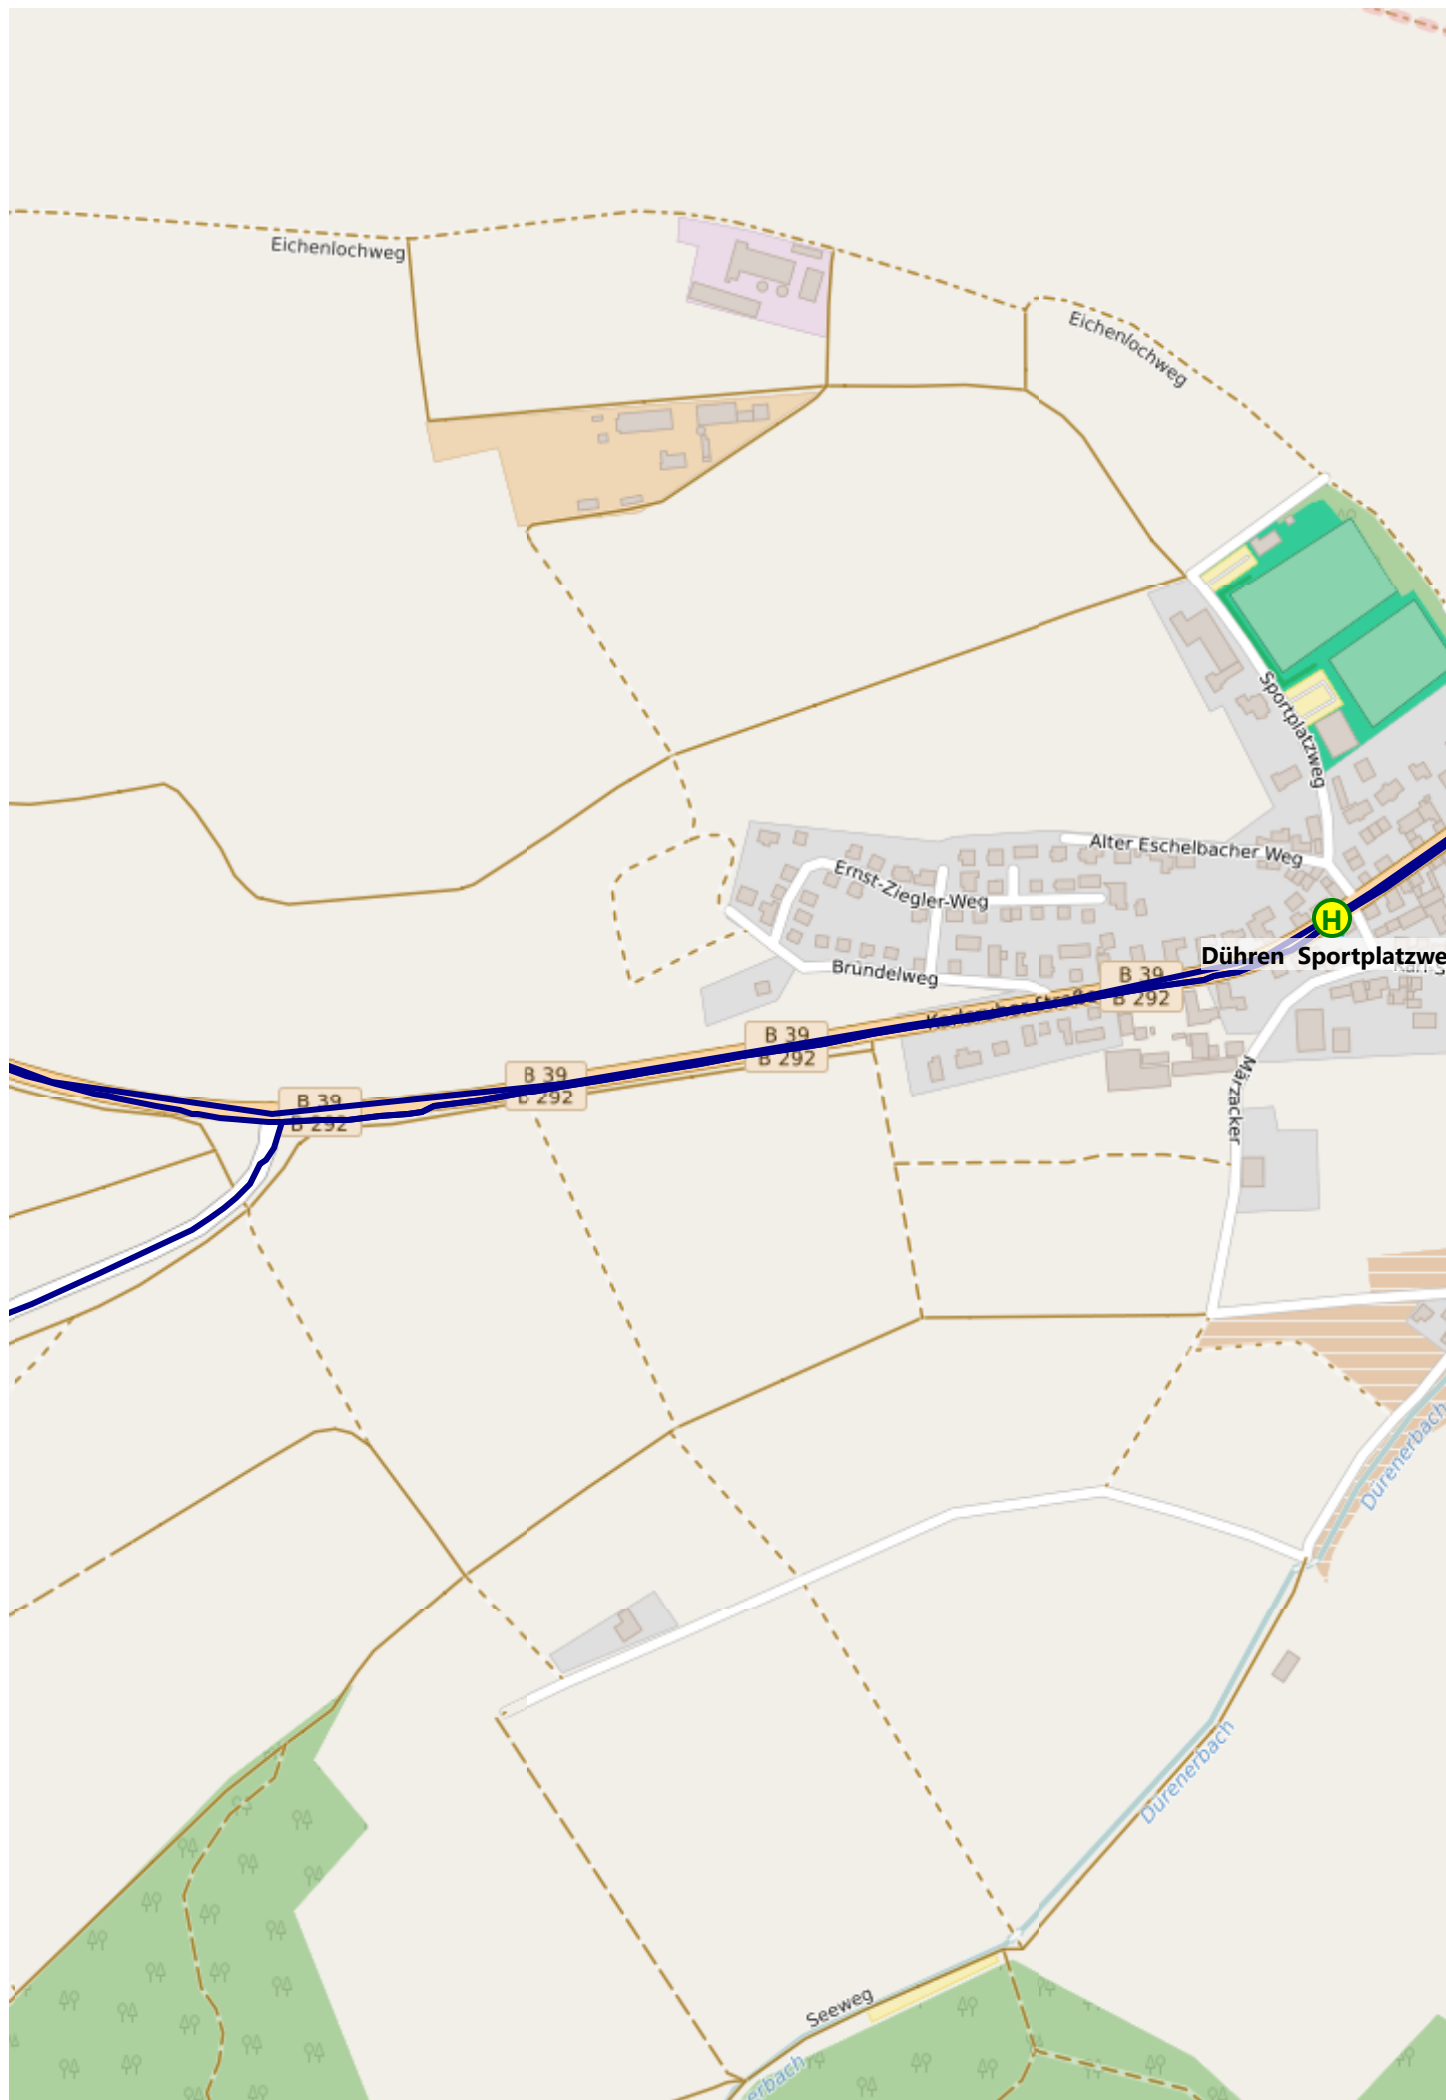 Eichenlochweg
Eichenlochweg
Sportplatzweg
Alter Eschelbacher Weg
Ernst-Ziegler-Weg
H
Dühren Sportplatzwe
Bründelweg
B 39
B 292
B 39
B 292
B 39
B 292
B 39
B 292
Märzacker
Dürenerbach
Dürenerbach
Seeweg
erbach